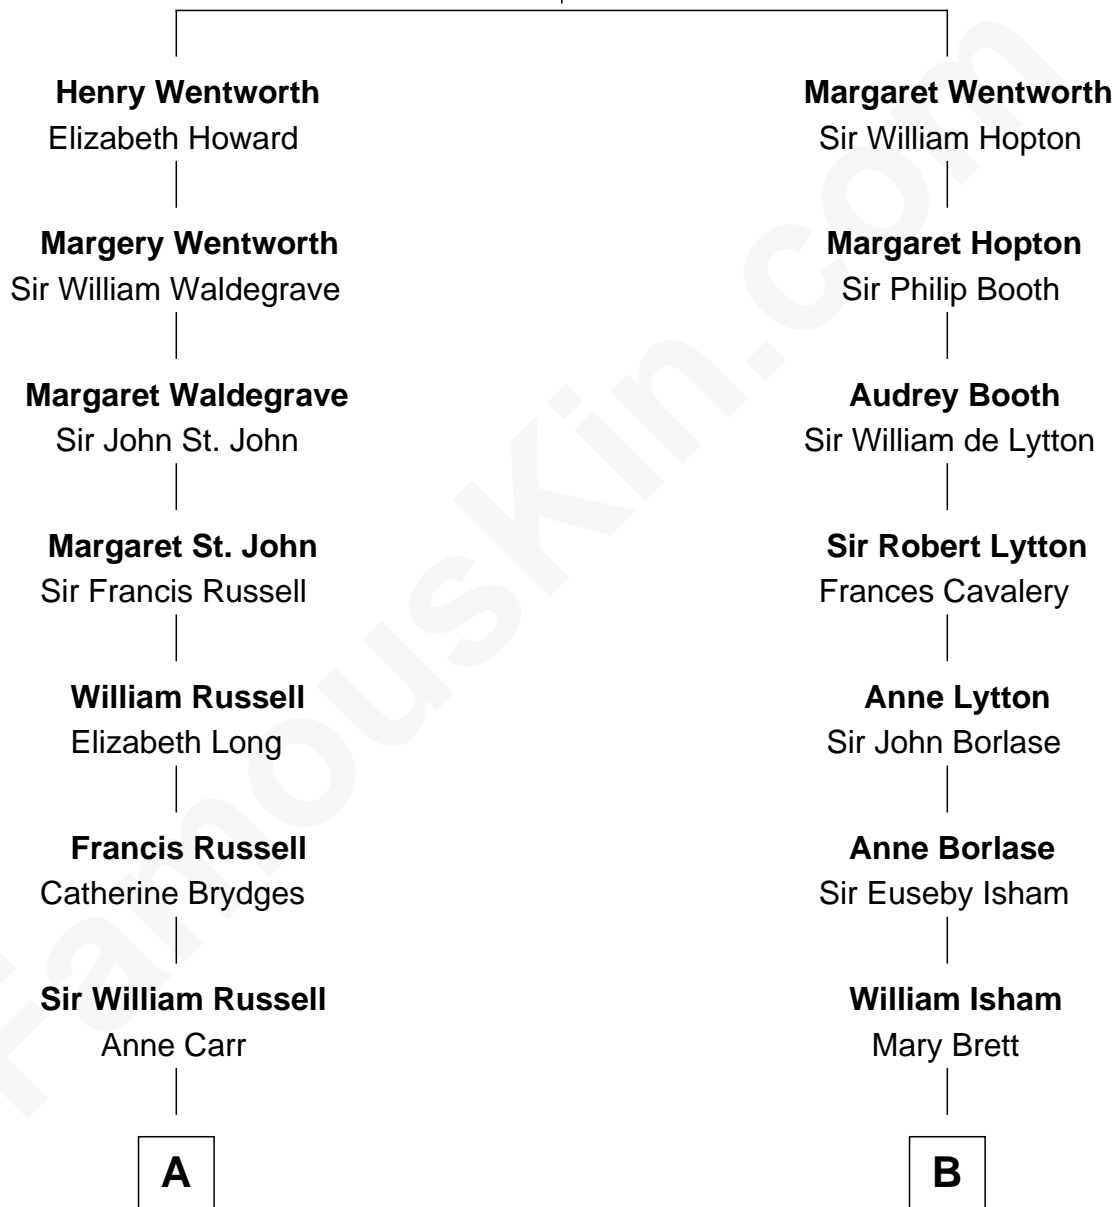 Henry Wentworth
Elizabeth Howard
Margery Wentworth
Sir William Waldegrave
Margaret Waldegrave
Sir John St. John
Margaret St. John
Sir Francis Russell
William Russell
Elizabeth Long
Francis Russell
Catherine Brydges
Sir William Russell
Anne Carr
A
Margaret Wentworth
Sir William Hopton
Margaret Hopton
Sir Philip Booth
Audrey Booth
Sir William de Lytton
Sir Robert Lytton
Frances Cavalery
Anne Lytton
Sir John Borlase
Anne Borlase
Sir Euseby Isham
William Isham
Mary Brett
B
FamousKin.com